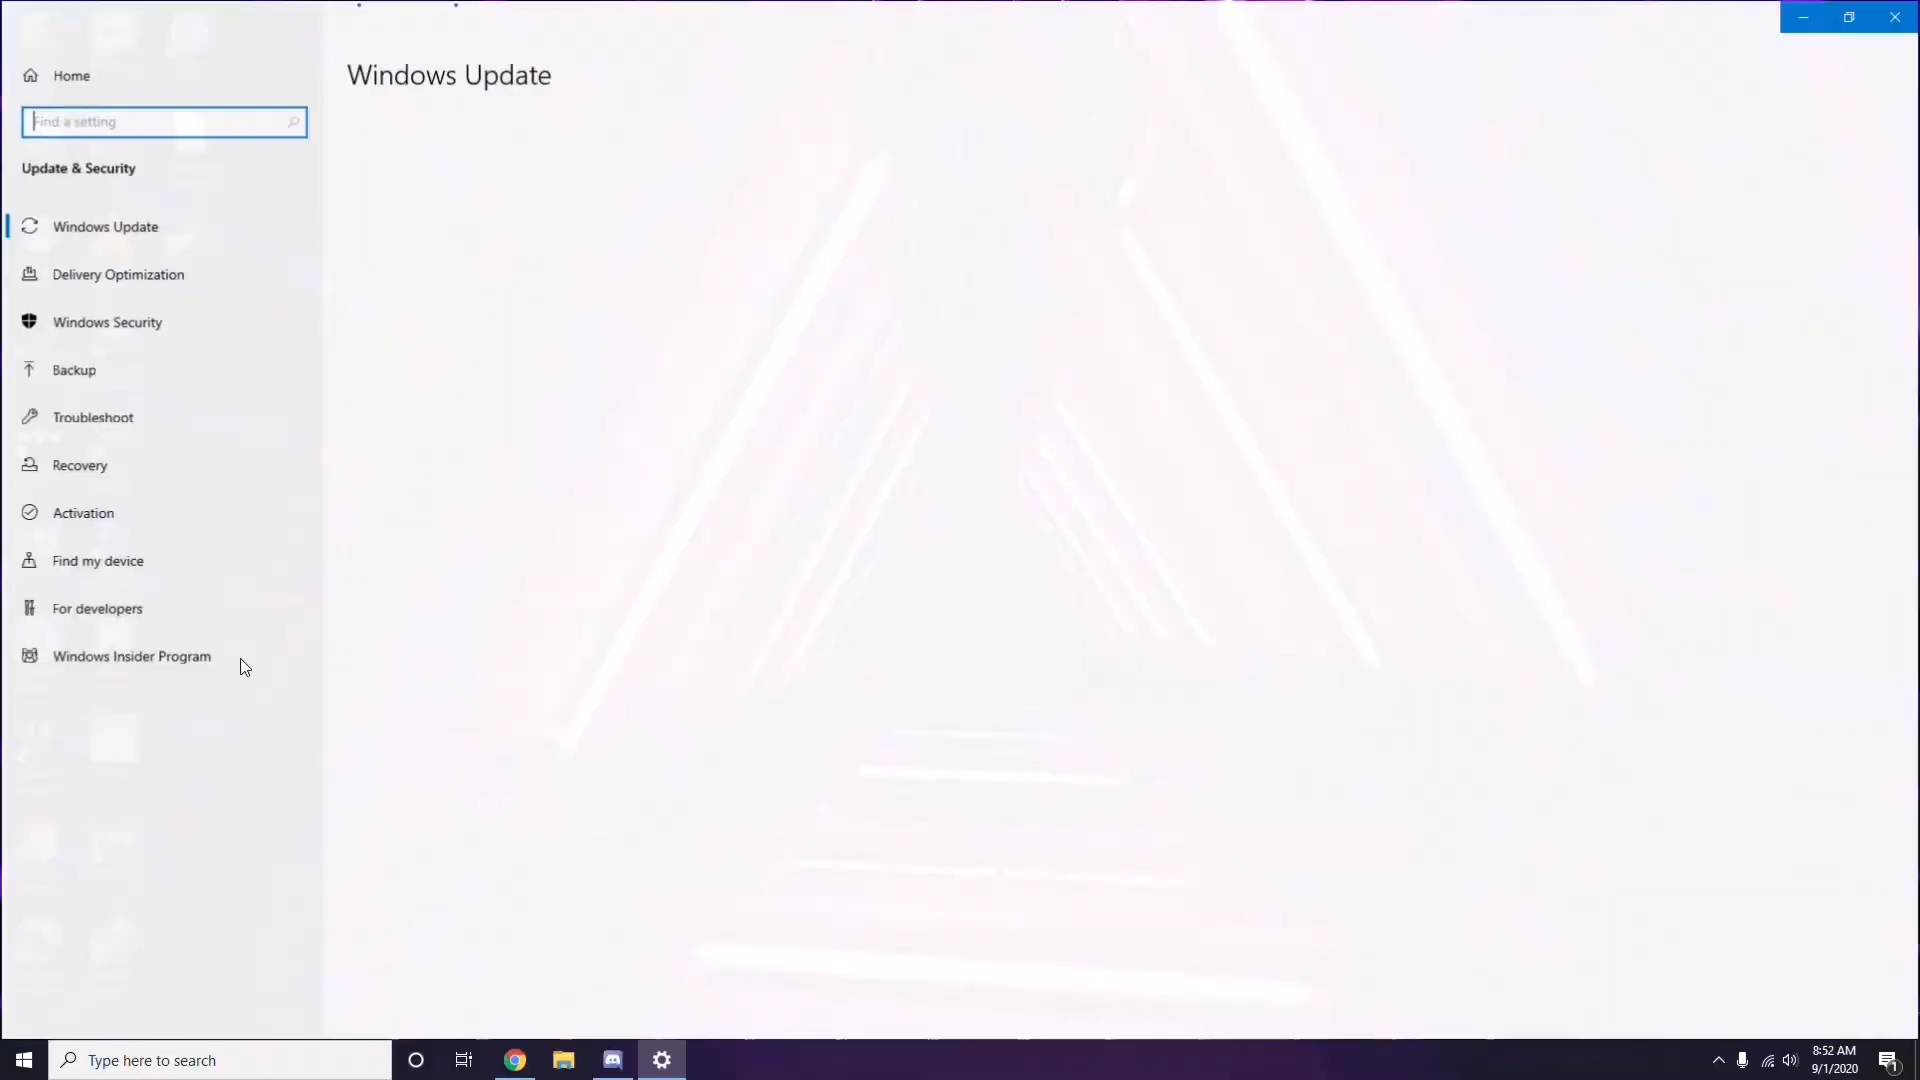 Home
Windows Update
Find a setting
Update & Security
Windows Update
Delivery Optimization
Windows Security
Backup
Troubleshoot
Recovery
Activation
Find my device
For developers
Windows Insider Program
Type here to search
8:52 AM
9/1/2020
1